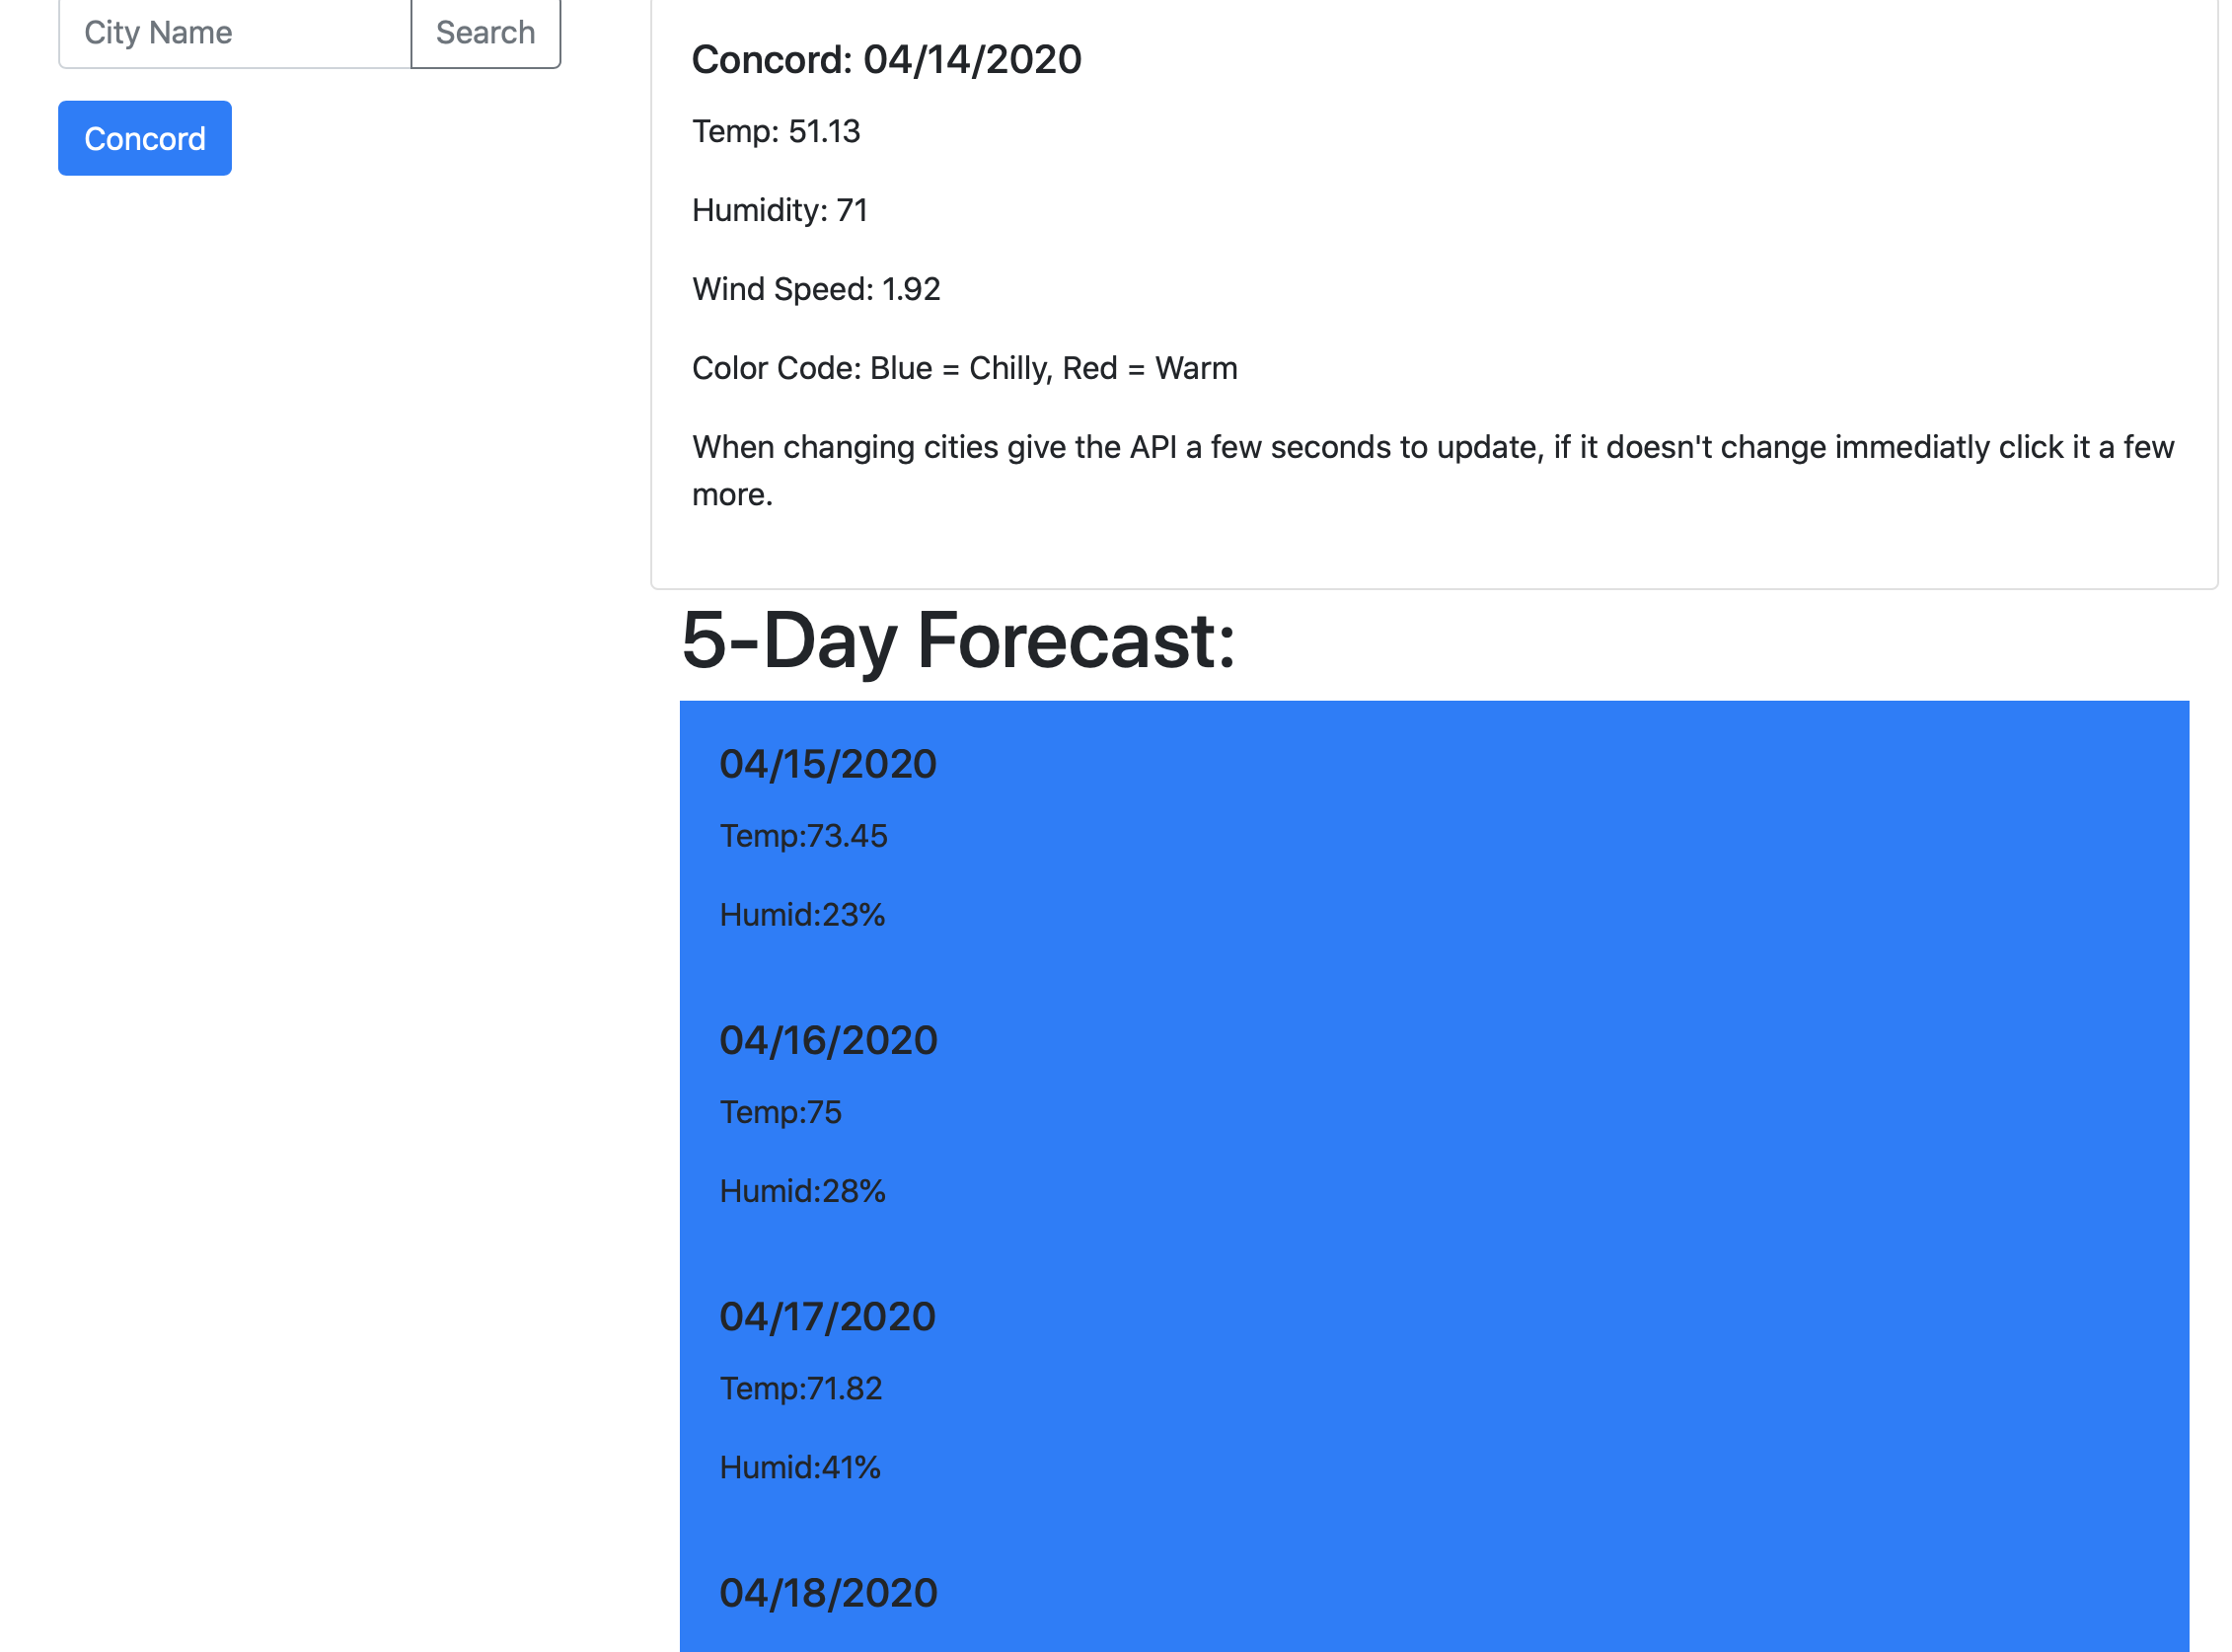 City Name
Search
Concord
Concord: 04/14/2020
Temp: 51.13
Humidity: 71
Wind Speed: 1.92
Color Code: Blue = Chilly, Red = Warm
When changing cities give the API a few seconds to update, if it doesn't change immediatly click it a few
more.
5-Day Forecast:
04/15/2020
Temp:73.45
Humid:23%
04/16/2020
Temp:75
Humid:28%
04/17/2020
Temp:71.82
Humid:41%
04/18/2020